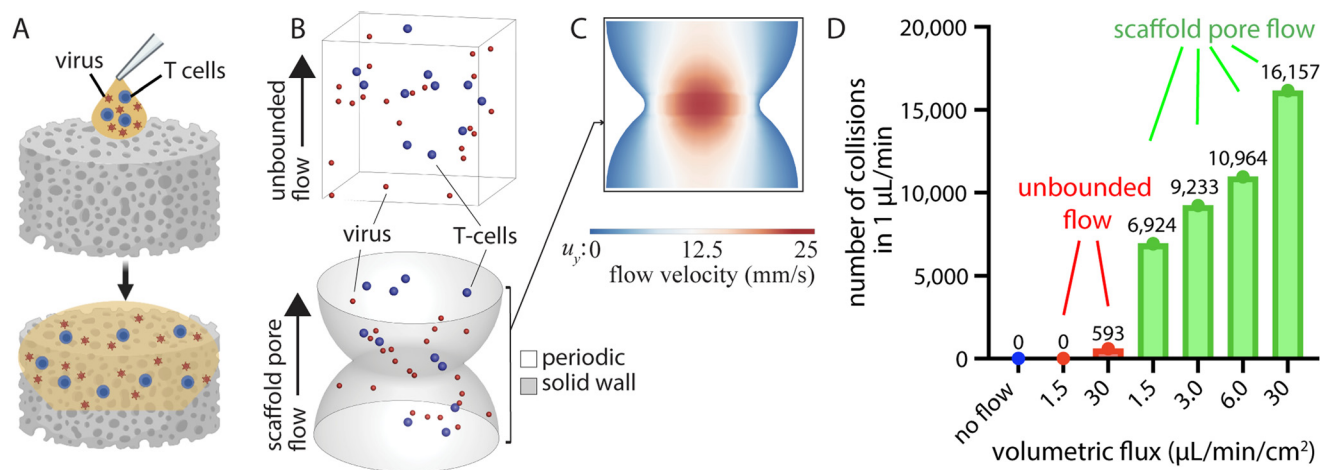 A
virus
T cells
B
unbounded
flow
virus
T-cells
scaffold pore
flow
periodic
solid wall
C
u_y: 0 12.5 25
flow velocity (mm/s)
D
number of collisions
in 1 µL/min
20,000
15,000
10,000
5,000
0
scaffold pore flow
unbounded
flow
0
0
593
6,924
9,233
10,964
16,157
no flow
1.5
30
1.5
3.0
6.0
30
volumetric flux (µL/min/cm²)